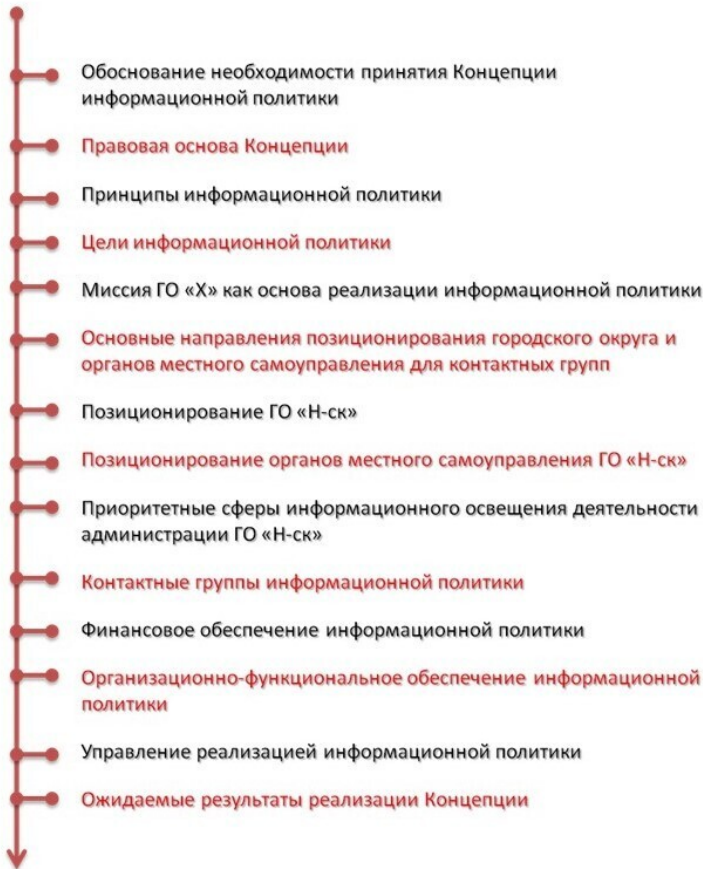 Обоснование необходимости принятия Концепции
информационной политики
Правовая основа Концепции
Принципы информационной политики
Цели информационной политики
Миссия ГО «Х» как основа реализации информационной политики
Основные направления позиционирования городского округа и
органов местного самоуправления для контактных групп
Позиционирование ГО «Н-ск»
Позиционирование органов местного самоуправления ГО «Н-ск»
Приоритетные сферы информационного освещения деятельности
администрации ГО «Н-ск»
Контактные группы информационной политики
Финансовое обеспечение информационной политики
Организационно-функциональное обеспечение информационной
политики
Управление реализацией информационной политики
Ожидаемые результаты реализации Концепции